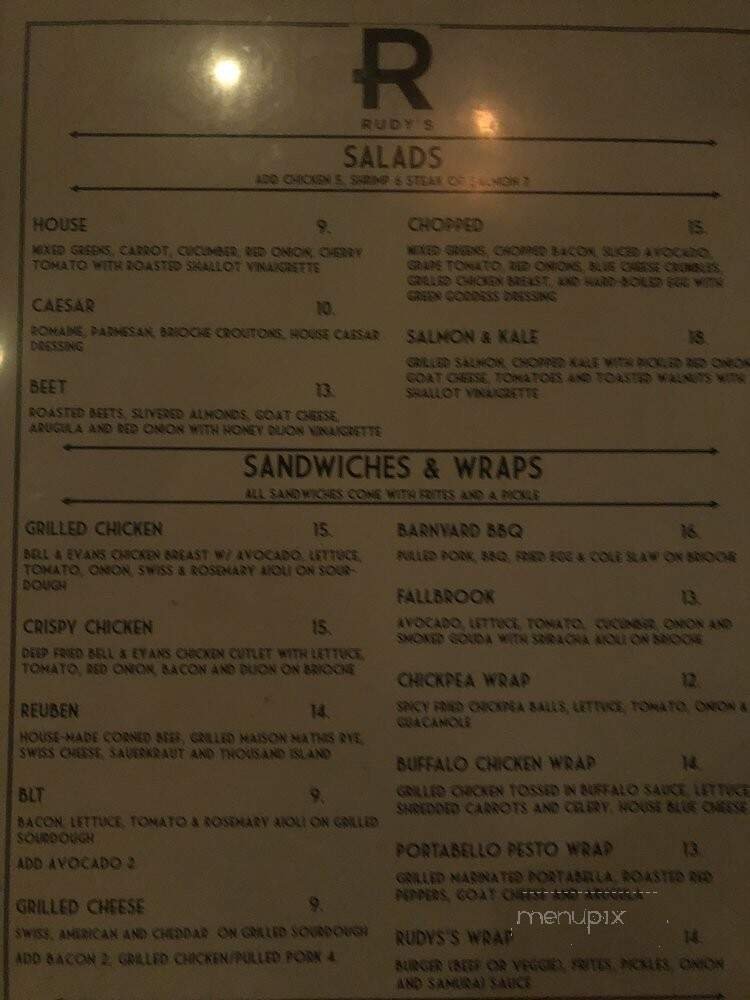 R
RUDY'S
SALADS
ADD CHICKEN 5, SHRIMP 6 STEAK OR SALMON 7
HOUSE 9.
MIXED GREENS, CARROT, CUCUMBER, RED ONION, CHERRY
TOMATO WITH ROASTED SHALLOT VINAIGRETTE
CAESAR 10.
ROMAINE, PARMESAN, BRIOCHE CROUTONS, HOUSE CAESAR
DRESSING
BEET 13.
ROASTED BEETS, SLIVERED ALMONDS, GOAT CHEESE,
ARUGULA AND RED ONION WITH HONEY DIJON VINAIGRETTE
CHOPPED 15.
MIXED GREENS, CHOPPED BACON, SLICED AVOCADO,
GRAPE TOMATO, RED ONIONS, BLUE CHEESE CRUMBLES,
GRILLED CHICKEN BREAST, AND HARD-BOILED EGG WITH
GREEN GODDESS DRESSING
SALMON & KALE 18.
GRILLED SALMON, CHOPPED KALE WITH PICKLED RED ONION
GOAT CHEESE, TOMATOES AND TOASTED WALNUTS WITH
SHALLOT VINAIGRETTE
SANDWICHES & WRAPS
ALL SANDWICHES COME WITH FRITES AND A PICKLE
GRILLED CHICKEN 15.
BELL & EVANS CHICKEN BREAST W/ AVOCADO, LETTUCE,
TOMATO, ONION, SWISS & ROSEMARY AIOLI ON SOUR-
DOUGH
CRISPY CHICKEN 15.
DEEP FRIED BELL & EVANS CHICKEN CUTLET WITH LETTUCE,
TOMATO, RED ONION, BACON AND DIJON ON BRIOCHE
REUBEN 14.
HOUSE-MADE CORNED BEEF, GRILLED MAISON MATHIS RYE,
SWISS CHEESE, SAUERKRAUT AND THOUSAND ISLAND
BLT 9.
BACON, LETTUCE, TOMATO & ROSEMARY AIOLI ON GRILLED
SOURDOUGH
ADD AVOCADO 2
GRILLED CHEESE 9.
SWISS, AMERICAN AND CHEDDAR ON GRILLED SOURDOUGH
ADD BACON 2, GRILLED CHICKEN/PULLED PORK 4
BARNYARD BBQ 16.
PULLED PORK, BBQ, FRIED EGG & COLE SLAW ON BRIOCHE
FALLBROOK 13.
AVOCADO, LETTUCE, TOMATO, CUCUMBER, ONION AND
SMOKED GOUDA WITH SRIRACHA AIOLI ON BRIOCHE
CHICKPEA WRAP 12.
SPICY FRIED CHICKPEA BALLS, LETTUCE, TOMATO, ONION &
GUACAMOLE
BUFFALO CHICKEN WRAP 14.
GRILLED CHICKEN TOSSED IN BUFFALO SAUCE, LETTUCE
SHREDDED CARROTS AND CELERY, HOUSE BLUE CHEESE
PORTABELLO PESTO WRAP 13.
GRILLED MARINATED PORTABELLA, ROASTED RED
PEPPERS, GOAT CHEESE AND ARUGULA
menupix
RUDYS'S WRAP 14.
BURGER (BEEF OR VEGGIE), FRITES, PICKLES, ONION
AND SAMURAI SAUCE